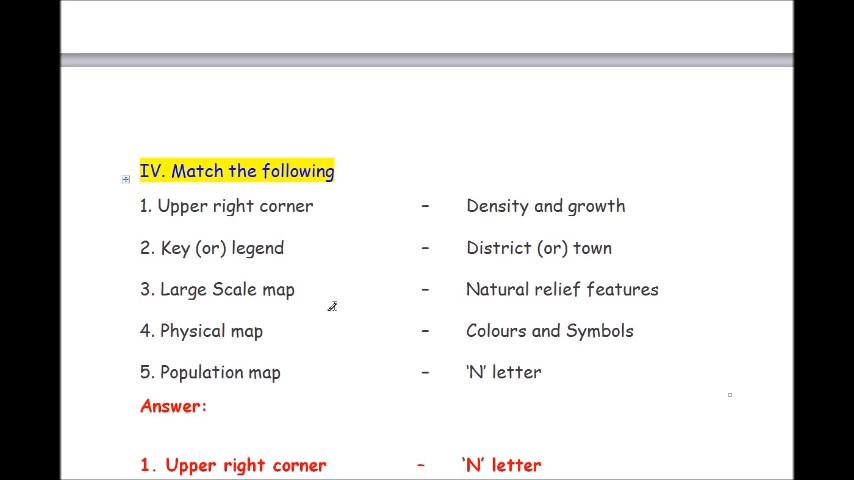 IV. Match the following
1. Upper right corner – Density and growth
2. Key (or) legend – District (or) town
3. Large Scale map – Natural relief features
4. Physical map – Colours and Symbols
5. Population map – ‘N’ letter
Answer:
1. Upper right corner – ‘N’ letter